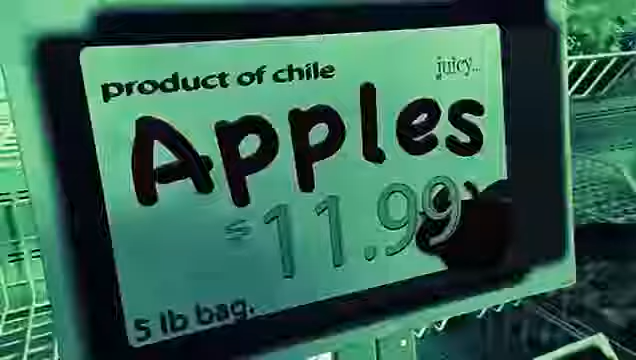 product of chile
juicy...
Apples
$11.99
5 lb bag.